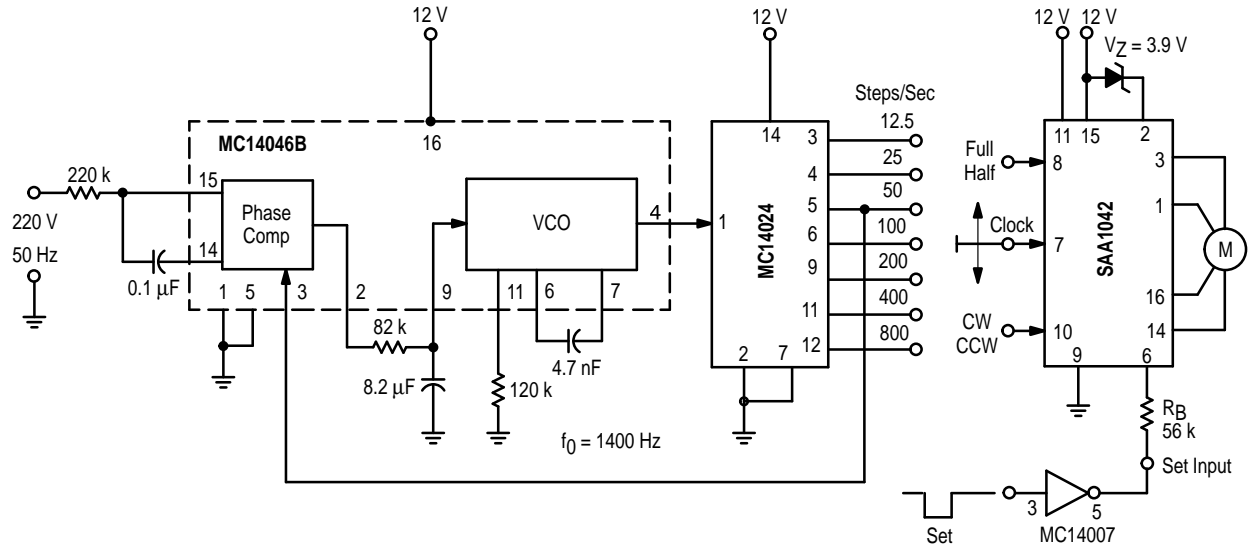 12 V
12 V
12 V
12 V
VZ = 3.9 V
Steps/Sec
MC14046B
16
14
3
12.5
11
15
2
220 k
15
Phase
Comp
14
220 V
50 Hz
0.1 μF
1
5
3
2
9
VCO
4
11
6
7
1
MC14024
4
25
5
50
6
100
9
200
11
400
12
800
2
7
82 k
8.2 μF
120 k
4.7 nF
f0 = 1400 Hz
Full
Half
8
Clock
7
CW
CCW
10
SAA1042
3
1
M
16
14
9
6
RB
56 k
Set Input
Set
3
5
MC14007